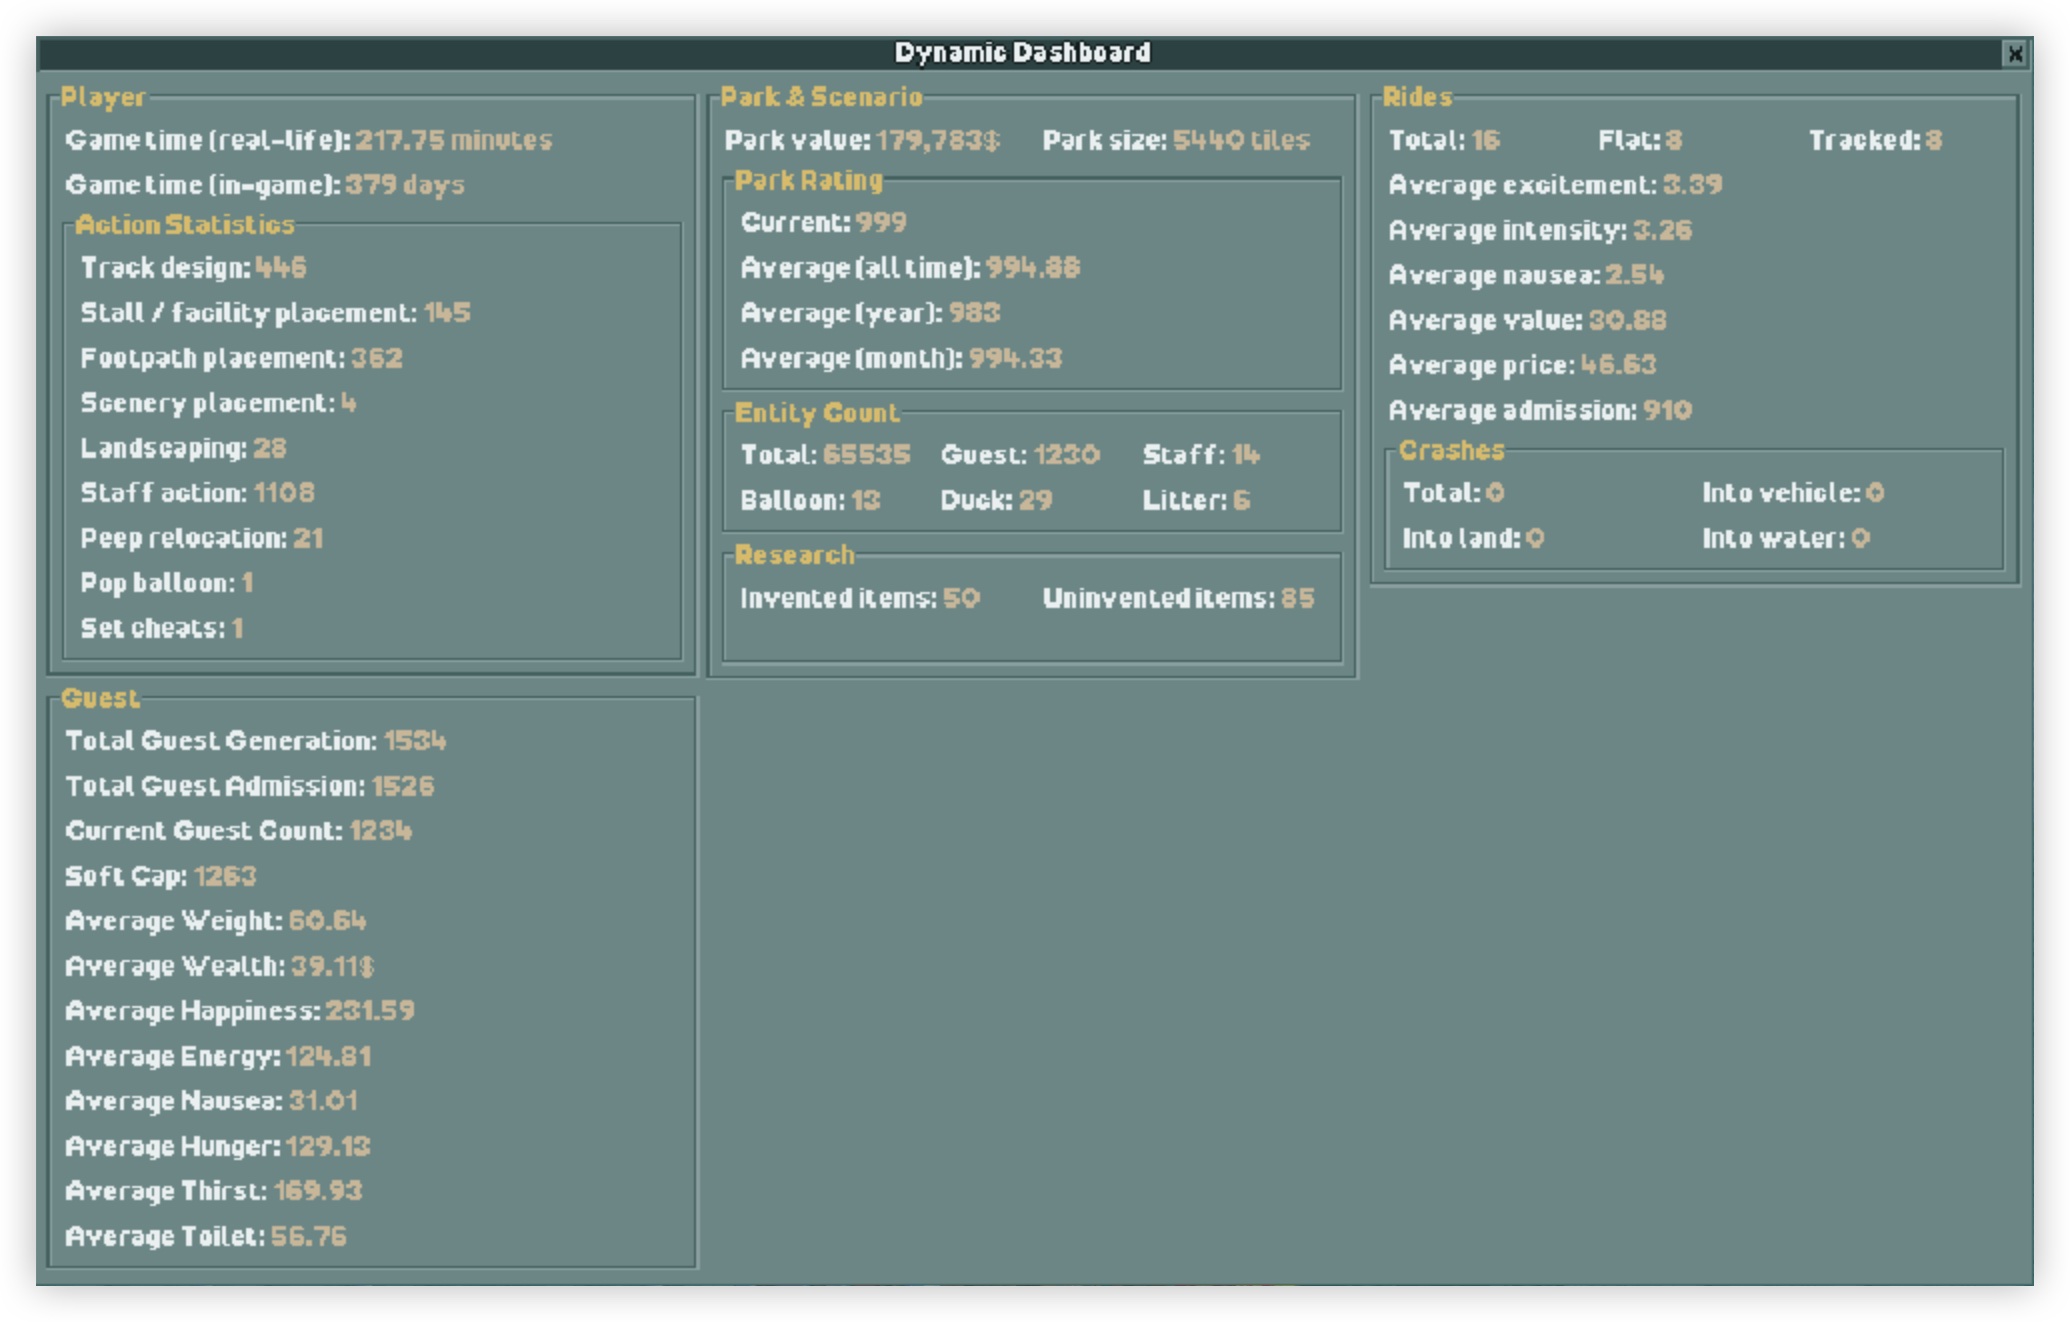 Dynamic Dashboard
Player
Game time (real-life): 217.75 minutes
Game time (in-game): 379 days
Action Statistics
Track design: 446
Stall / facility placement: 145
Footpath placement: 362
Scenery placement: 4
Landscaping: 28
Staff action: 1108
Peep relocation: 21
Pop balloon: 1
Set cheats: 1
Guest
Total Guest Generation: 1534
Total Guest Admission: 1526
Current Guest Count: 1234
Soft Cap: 1263
Average Weight: 60.64
Average Wealth: 39.11$
Average Happiness: 231.59
Average Energy: 124.81
Average Nausea: 31.01
Average Hunger: 129.13
Average Thirst: 169.93
Average Toilet: 56.76
Park & Scenario
Park value: 179,783$ Park size: 5440 tiles
Park Rating
Current: 999
Average (all time): 994.88
Average (year): 983
Average (month): 994.33
Entity Count
Total: 65535 Guest: 1230 Staff: 14
Balloon: 13 Duck: 29 Litter: 6
Research
Invented items: 50 Uninvented items: 85
Rides
Total: 16 Flat: 8 Tracked: 8
Average excitement: 3.39
Average intensity: 3.26
Average nausea: 2.54
Average value: 30.88
Average price: 46.63
Average admission: 910
Crashes
Total: 0 Into vehicle: 0
Into land: 0 Into water: 0